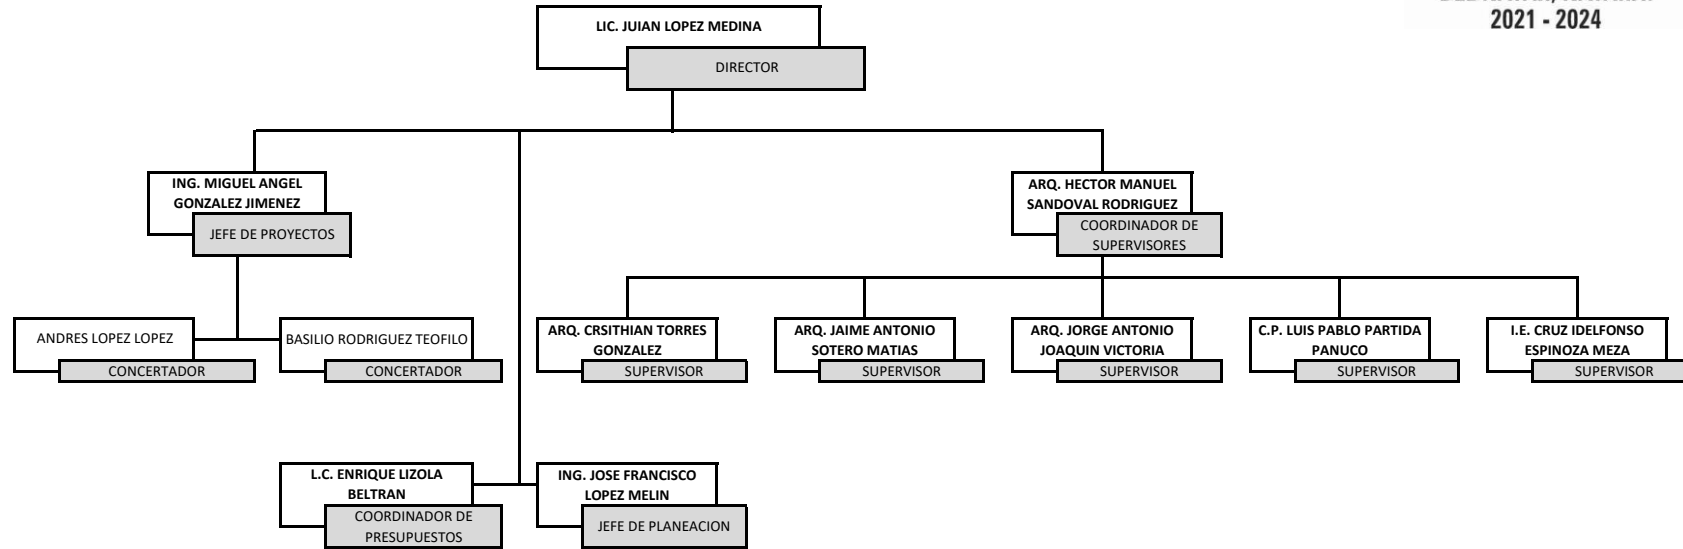 2021 - 2024
LIC. JUIAN LOPEZ MEDINA
DIRECTOR
ING. MIGUEL ANGEL
GONZALEZ JIMENEZ
JEFE DE PROYECTOS
ARQ. HECTOR MANUEL
SANDOVAL RODRIGUEZ
COORDINADOR DE
SUPERVISORES
ANDRES LOPEZ LOPEZ
CONCERTADOR
BASILIO RODRIGUEZ TEOFILO
CONCERTADOR
ARQ. CRSITHIAN TORRES
GONZALEZ
SUPERVISOR
ARQ. JAIME ANTONIO
SOTERO MATIAS
SUPERVISOR
ARQ. JORGE ANTONIO
JOAQUIN VICTORIA
SUPERVISOR
C.P. LUIS PABLO PARTIDA
PANUCO
SUPERVISOR
I.E. CRUZ IDELFONSO
ESPINOZA MEZA
SUPERVISOR
L.C. ENRIQUE LIZOLA
BELTRAN
COORDINADOR DE
PRESUPUESTOS
ING. JOSE FRANCISCO
LOPEZ MELIN
JEFE DE PLANEACION